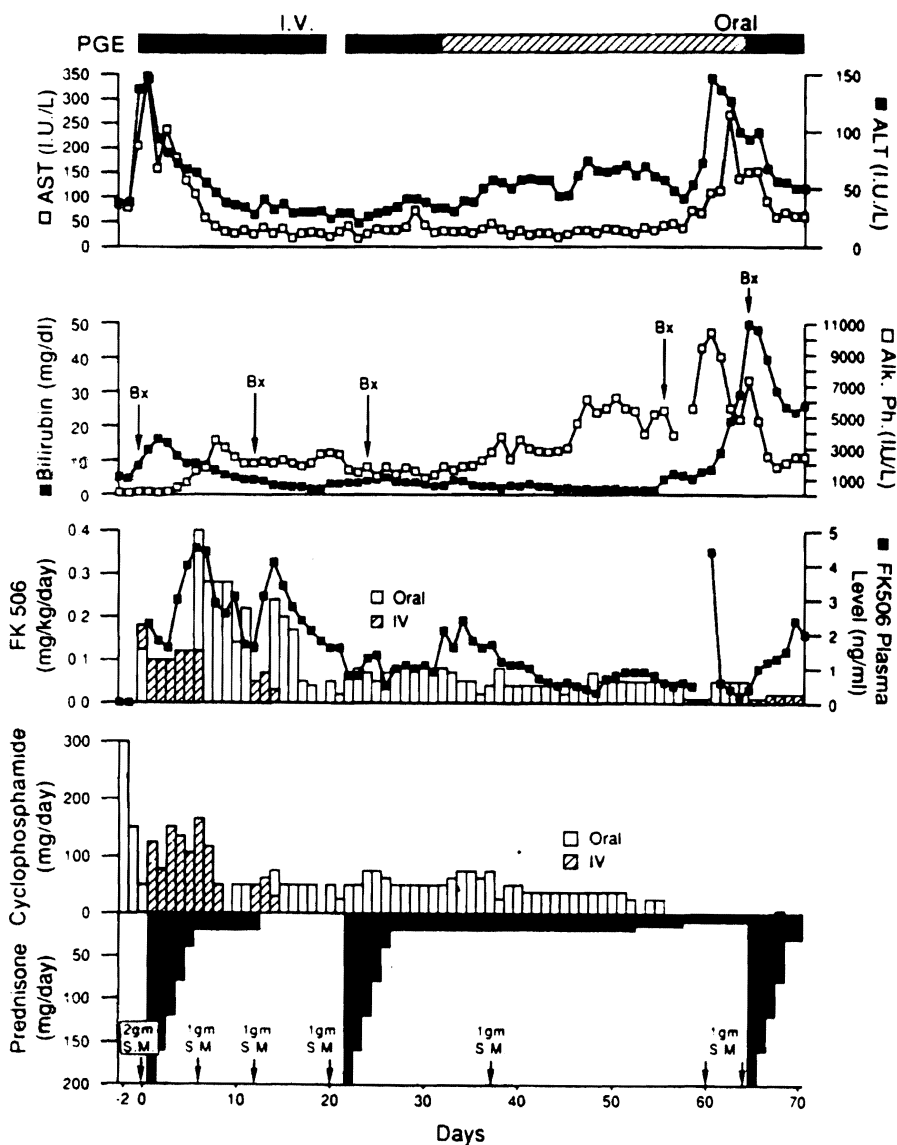 I.V. Oral
PGE
□ AST (I.U./L)
350
300
250
200
150
100
50
0
■ ALT (I.U./L)
150
100
50
0
■ Bilirubin (mg/dl)
50
40
30
20
10
0
Bx
Bx
Bx
Bx
Bx
□ Alk. Ph.(I.U/L)
11000
9000
7000
5000
3000
1000
FK 506
(mg/kg/day)
0 4
0.3
0.2
0.1
0 0
□ Oral
IV
■ FK506 Plasma
Level (ng/ml)
5
4
3
2
1
0
Cyclophosphamide
(mg/day)
300
200
100
0
□ Oral
IV
Prednisone
(mg/day)
50
100
150
200
2gm
S.M.
1gm
S M
1gm
S M
1gm
S M
1gm
S M
1gm
S M
-2 0 10 20 30 40 50 60 70
Days